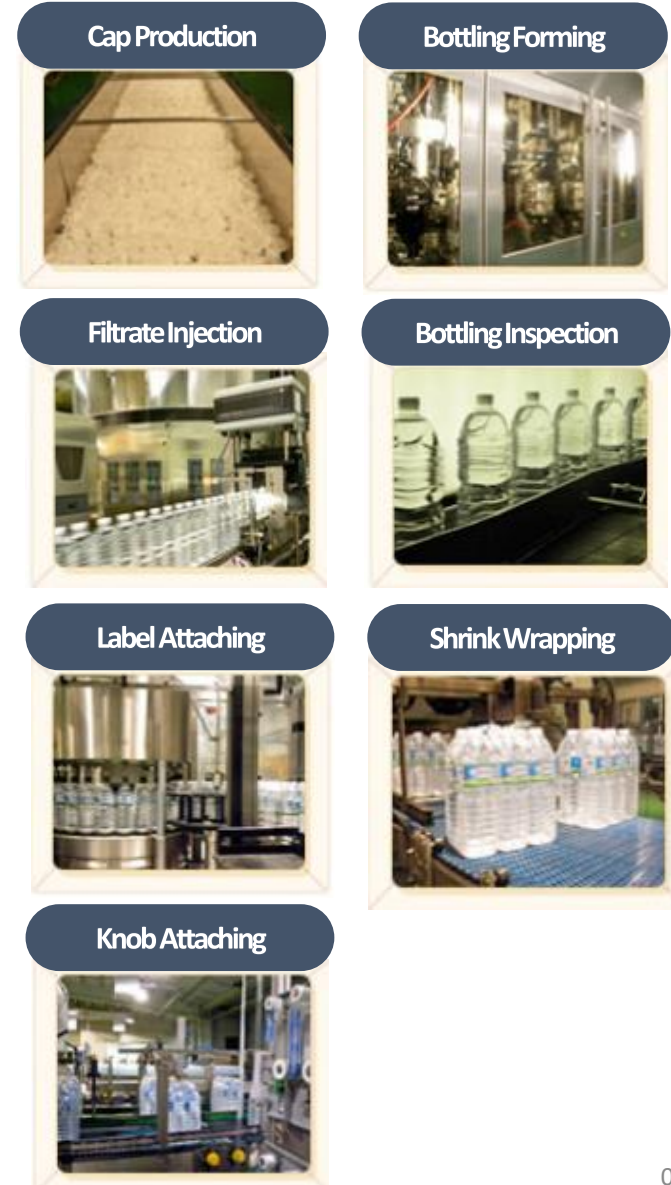 Cap Production
Bottling Forming
Filtrate Injection
Bottling Inspection
Label Attaching
Shrink Wrapping
Knob Attaching